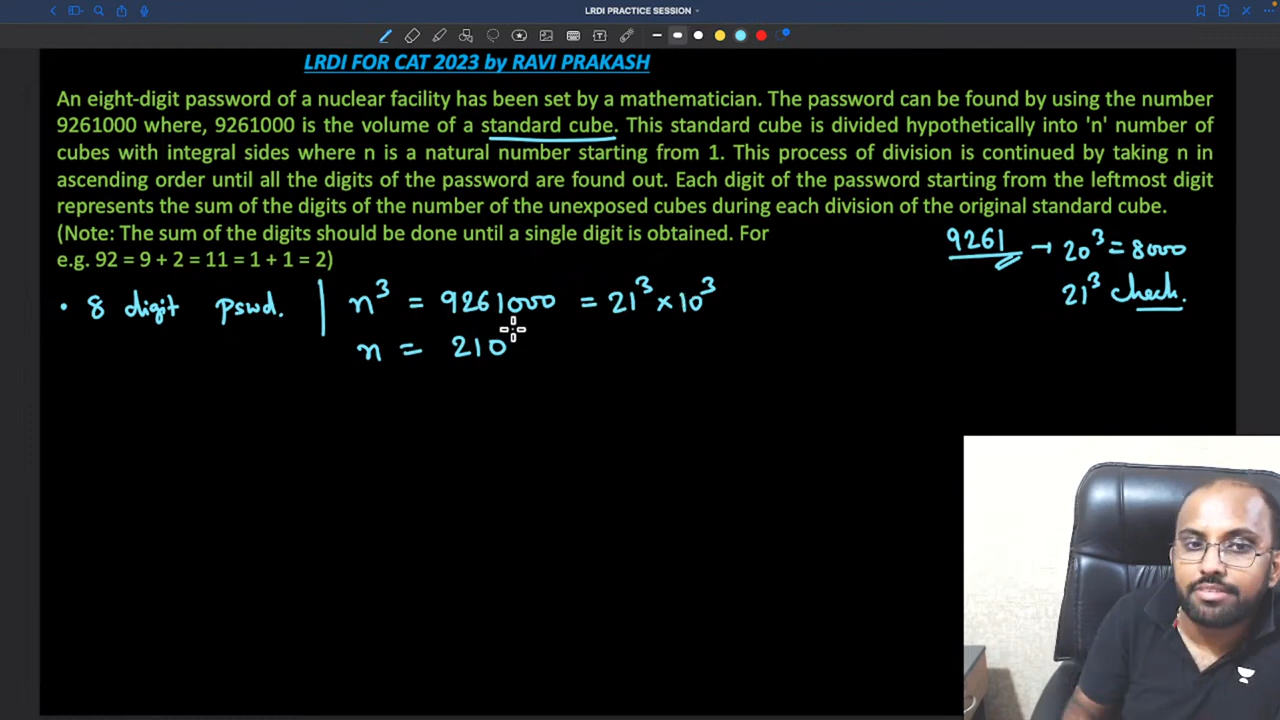 LRDI PRACTICE SESSION
LRDI FOR CAT 2023 by RAVI PRAKASH
An eight-digit password of a nuclear facility has been set by a mathematician. The password can be found by using the number
9261000 where, 9261000 is the volume of a standard cube. This standard cube is divided hypothetically into 'n' number of
cubes with integral sides where n is a natural number starting from 1. This process of division is continued by taking n in
ascending order until all the digits of the password are found out. Each digit of the password starting from the leftmost digit
represents the sum of the digits of the number of the unexposed cubes during each division of the original standard cube.
(Note: The sum of the digits should be done until a single digit is obtained. For
e.g. 92 = 9 + 2 = 11 = 1 + 1 = 2)
9261 → 20³ = 8000
21³ check.
• 8 digit pswd. | n³ = 9261000 = 21³ × 10³
n = 210